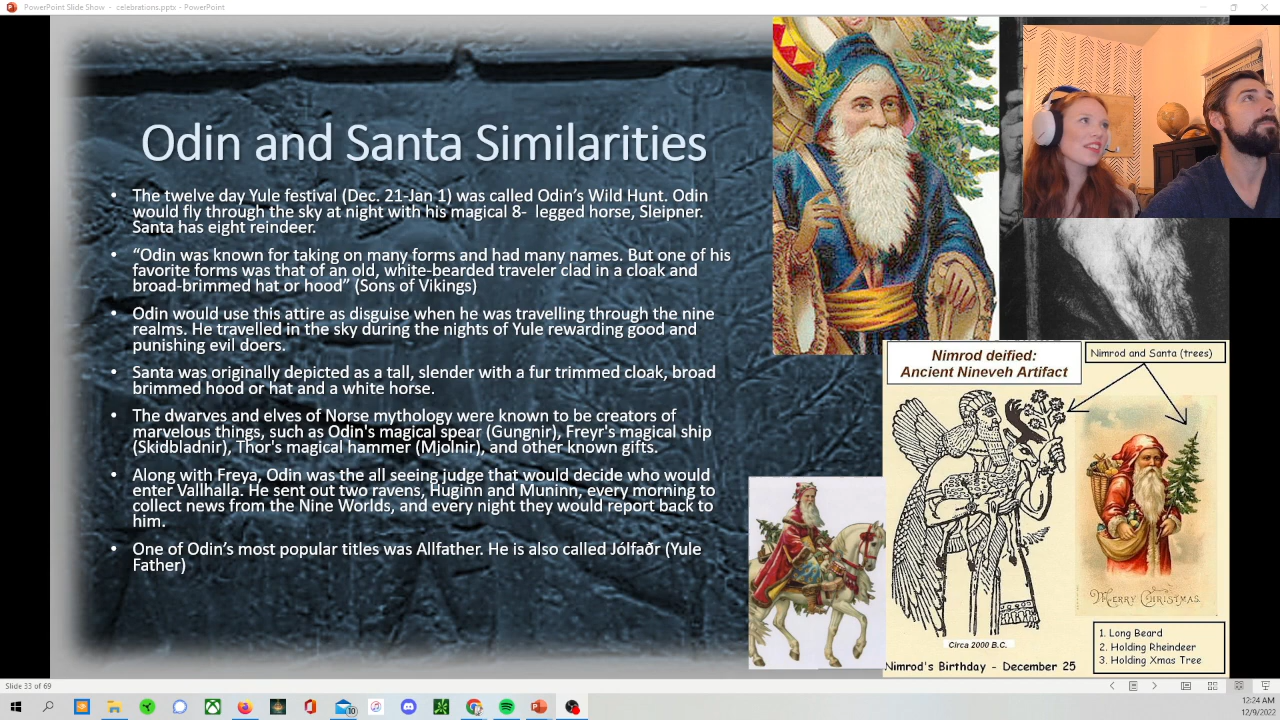 PowerPoint Slide Show - celebrations.pptx - PowerPoint
Odin and Santa Similarities
• The twelve day Yule festival (Dec. 21-Jan 1) was called Odin’s Wild Hunt. Odin
would fly through the sky at night with his magical 8- legged horse, Sleipner.
Santa has eight reindeer.
• “Odin was known for taking on many forms and had many names. But one of his
favorite forms was that of an old, white-bearded traveler clad in a cloak and
broad-brimmed hat or hood” (Sons of Vikings)
• Odin would use this attire as disguise when he was travelling through the nine
realms. He travelled in the sky during the nights of Yule rewarding good and
punishing evil doers.
• Santa was originally depicted as a tall, slender with a fur trimmed cloak, broad
brimmed hood or hat and a white horse.
• The dwarves and elves of Norse mythology were known to be creators of
marvelous things, such as Odin's magical spear (Gungnir), Freyr's magical ship
(Skidbladnir), Thor's magical hammer (Mjolnir), and other known gifts.
• Along with Freya, Odin was the all seeing judge that would decide who would
enter Vallhalla. He sent out two ravens, Huginn and Muninn, every morning to
collect news from the Nine Worlds, and every night they would report back to
him.
• One of Odin’s most popular titles was Allfather. He is also called Jólfaðr (Yule
Father)
Nimrod deified:
Ancient Nineveh Artifact
Nimrod and Santa (trees)
Circa 2000 B.C.
MERRY CHRISTMAS.
1. Long Beard
2. Holding Rheindeer
3. Holding Xmas Tree
Nimrod's Birthday - December 25
Slide 33 of 69
10
12:24 AM
12/9/2022